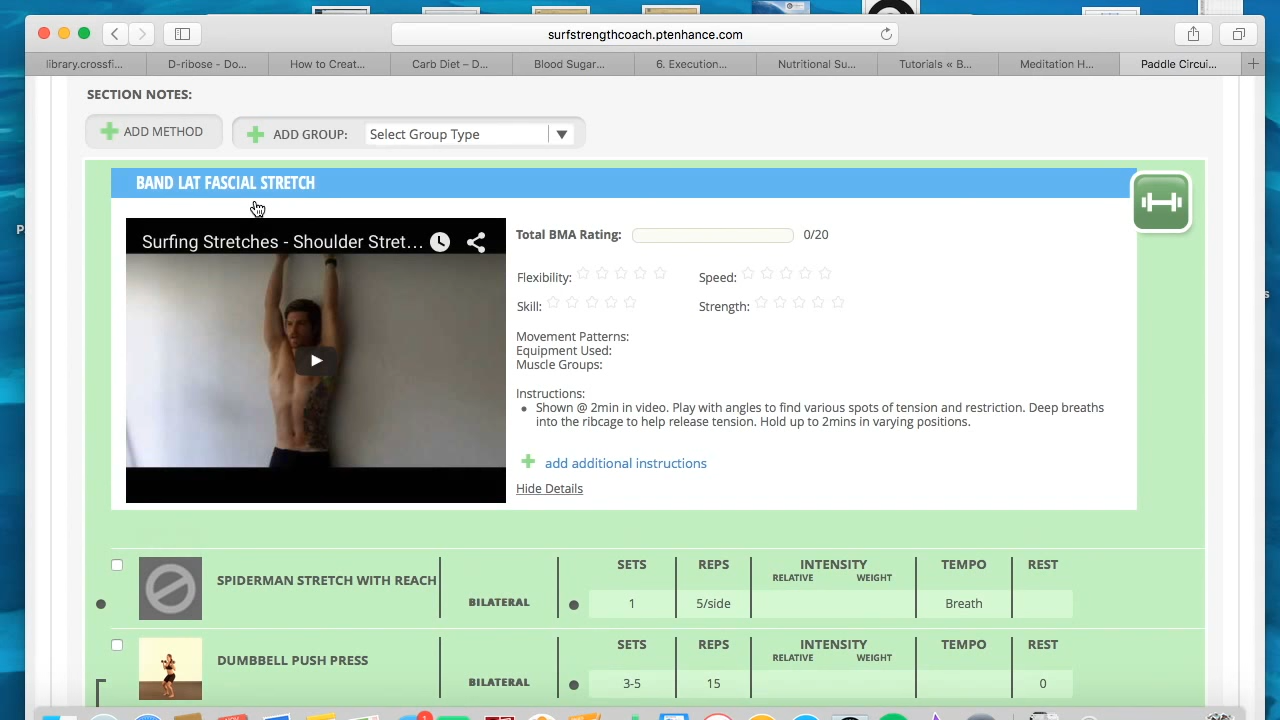 surfstrengthcoach.ptenhance.com
library.crossfi...
D-ribose - Do...
How to Creat...
Carb Diet – D...
Blood Sugar...
6. Execution...
Nutritional Su...
Tutorials « B...
Meditation H...
Paddle Circui...
SECTION NOTES:
ADD METHOD
ADD GROUP:
Select Group Type
BAND LAT FASCIAL STRETCH
Surfing Stretches - Shoulder Stret...
Total BMA Rating:
0/20
Flexibility:
Speed:
Skill:
Strength:
Movement Patterns:
Equipment Used:
Muscle Groups:
Instructions:
Shown @ 2min in video. Play with angles to find various spots of tension and restriction. Deep breaths
into the ribcage to help release tension. Hold up to 2mins in varying positions.
add additional instructions
Hide Details
SPIDERMAN STRETCH WITH REACH
BILATERAL
SETS
REPS
INTENSITY
RELATIVE
WEIGHT
TEMPO
REST
1
5/side
Breath
DUMBBELL PUSH PRESS
BILATERAL
SETS
REPS
INTENSITY
RELATIVE
WEIGHT
TEMPO
REST
3-5
15
0